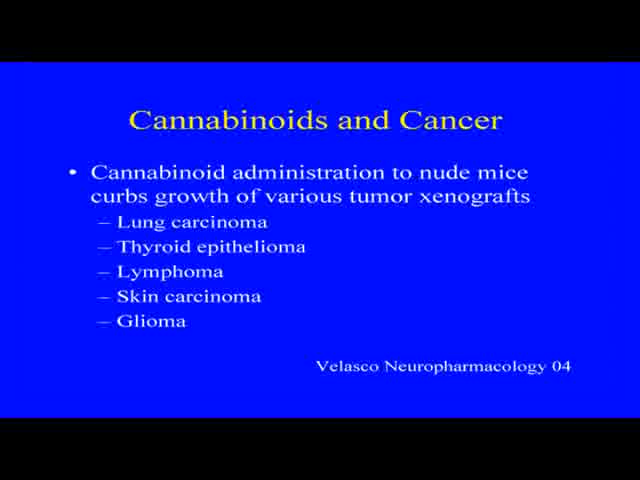 Cannabinoids and Cancer
• Cannabinoid administration to nude mice
curbs growth of various tumor xenografts
– Lung carcinoma
– Thyroid epithelioma
– Lymphoma
– Skin carcinoma
– Glioma
Velasco Neuropharmacology 04